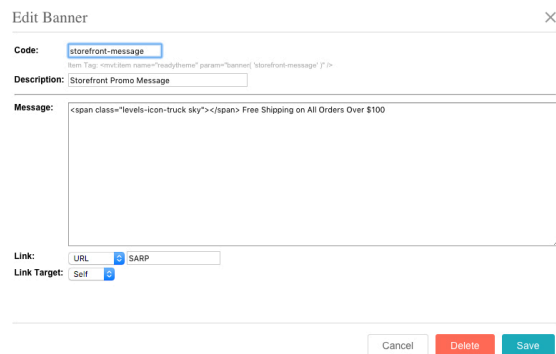 Edit Banner
Code: storefront-message
Item Tag: <mvt:item name="readytheme" param="banner( 'storefront-message' )" />
Description: Storefront Promo Message
Message: <span class="levels-icon-truck sky"></span> Free Shipping on All Orders Over $100
Link: URL SARP
Link Target: Self
Cancel Delete Save